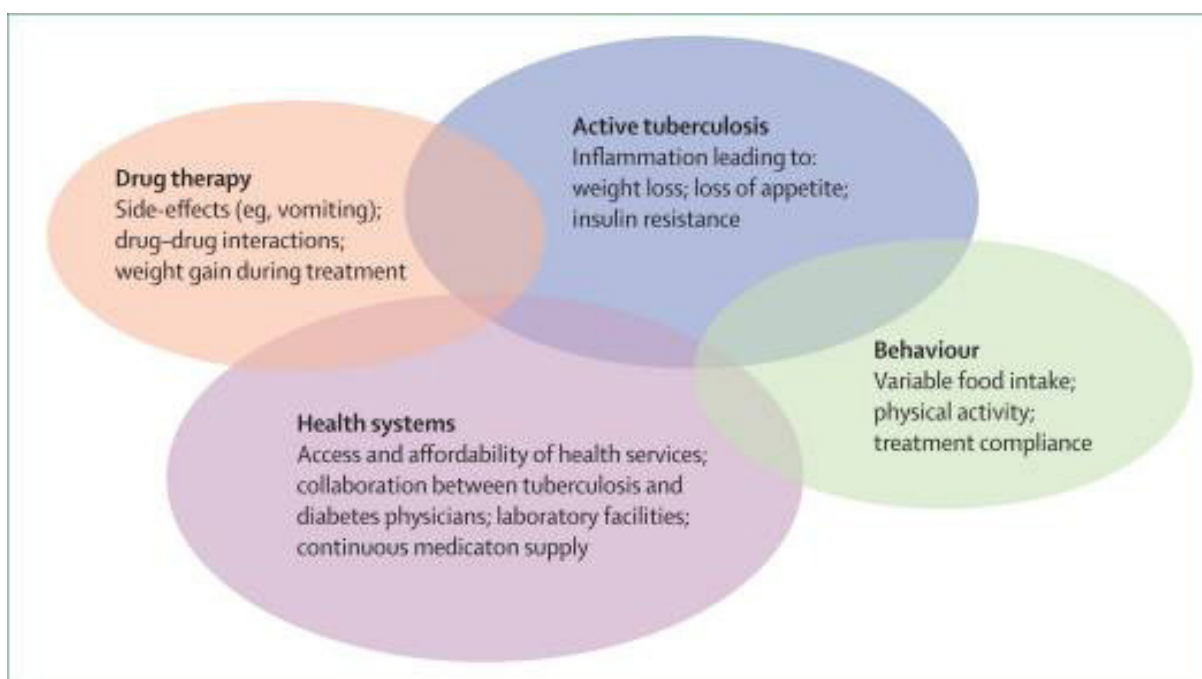 Active tuberculosis
Inflammation leading to:
weight loss; loss of appetite;
insulin resistance
Drug therapy
Side-effects (eg, vomiting);
drug–drug interactions;
weight gain during treatment
Behaviour
Variable food intake;
physical activity;
treatment compliance
Health systems
Access and affordability of health services;
collaboration between tuberculosis and
diabetes physicians; laboratory facilities;
continuous medicaton supply